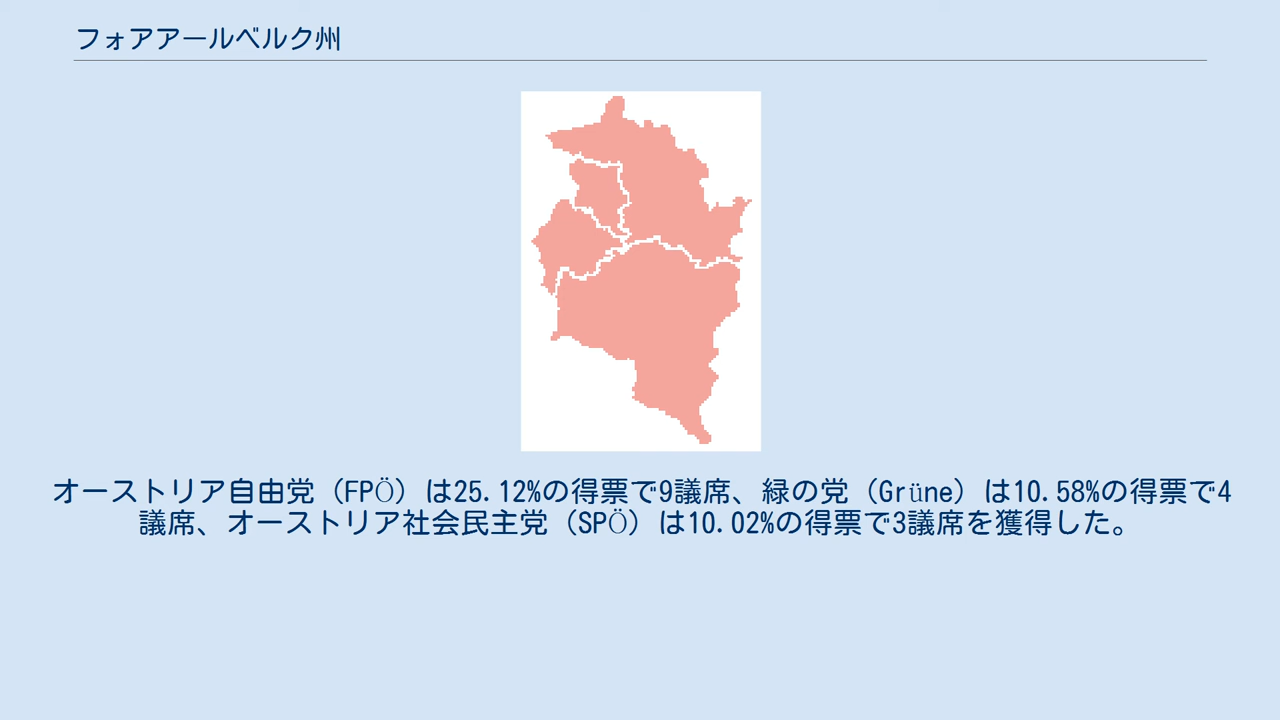 フォアアールベルク州
オーストリア自由党（FPÖ）は25.12%の得票で9議席、緑の党（Grüne）は10.58%の得票で4
議席、オーストリア社会民主党（SPÖ）は10.02%の得票で3議席を獲得した。